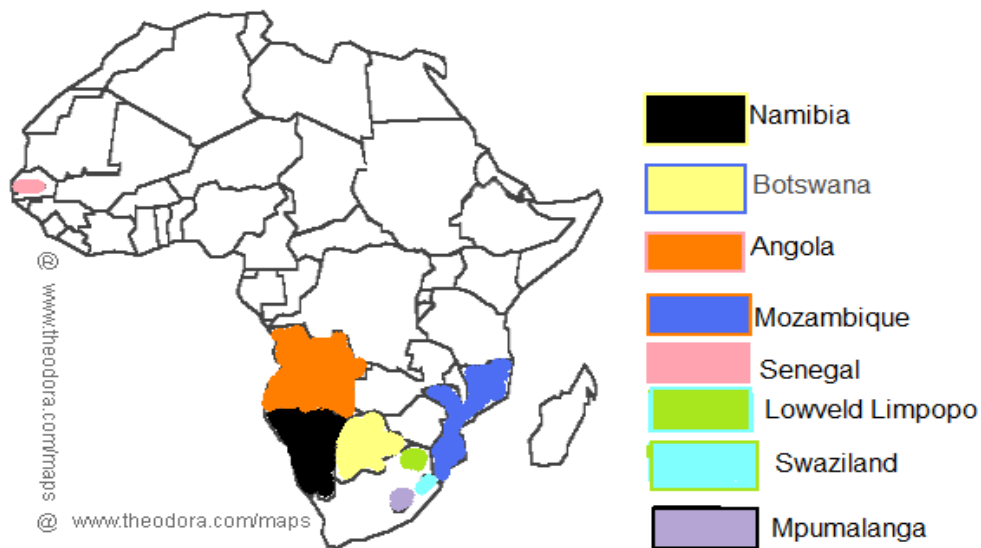 Namibia
Botswana
Angola
Mozambique
Senegal
Lowveld Limpopo
Swaziland
Mpumalanga
@ www.theodora.com/maps
@ www.theodora.com/maps